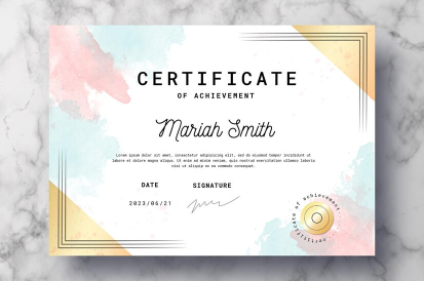 CERTIFICATE
OF ACHIEVEMENT
Mariah Smith
Lorem ipsum dolor sit amet, consectetur adipiscing elit, sed do eiusmod tempor incididunt ut
labore et dolore magna aliqua. Ut enim ad minim veniam, quis nostrud exercitation ullamco laboris
nisi ut aliquip ex ea commodo consequat.
DATE SIGNATURE
2023/06/21
certificate of achievement